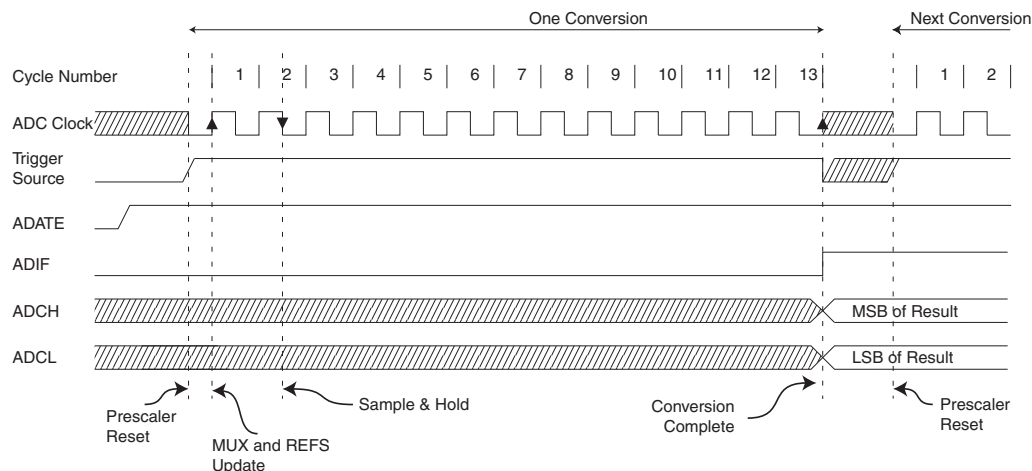 One Conversion Next Conversion
Cycle Number 1 2 3 4 5 6 7 8 9 10 11 12 13 1 2
ADC Clock
Trigger
Source
ADATE
ADIF
ADCH MSB of Result
ADCL LSB of Result
Prescaler
Reset
MUX and REFS
Update
Sample & Hold
Conversion
Complete
Prescaler
Reset